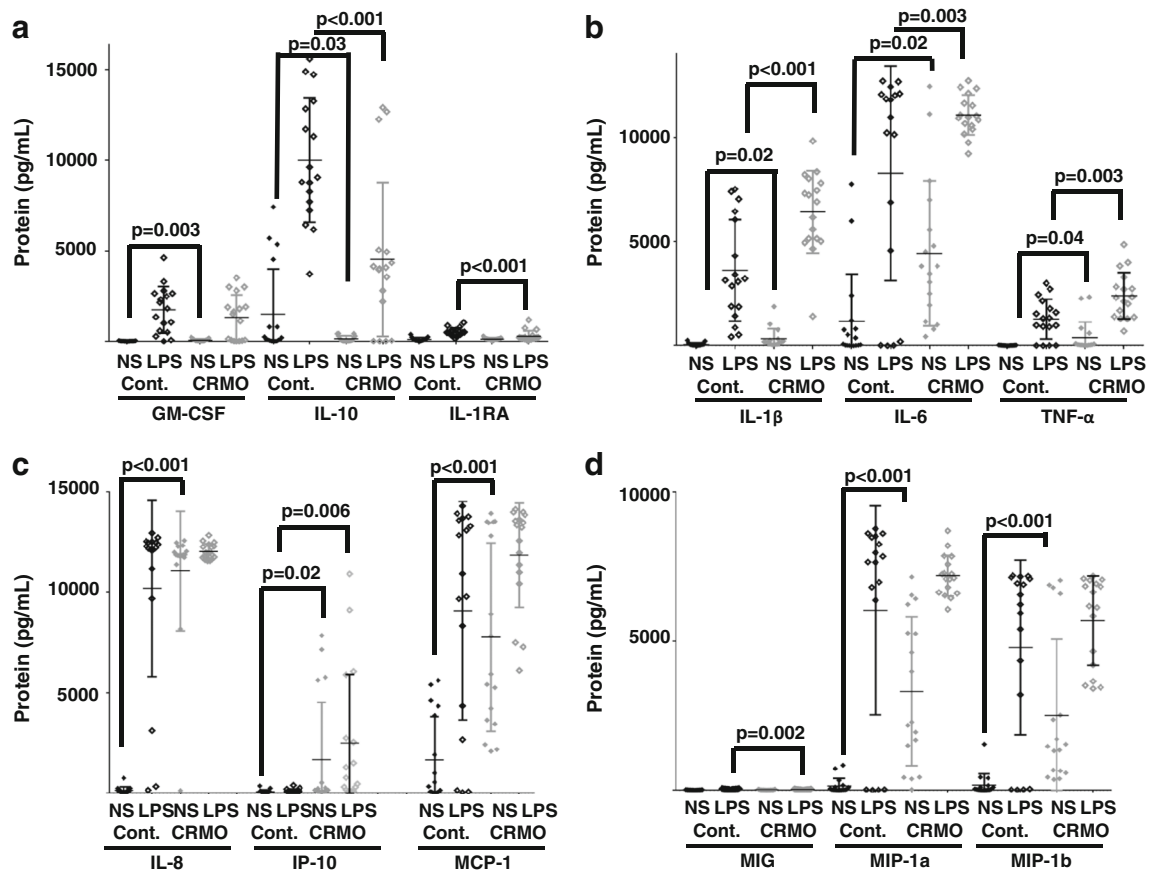 a
p<0.001
p=0.03
15000
10000
5000
Protein (pg/mL)
p=0.003
p<0.001
NS LPS NS LPS NS LPS NS LPS NS LPS NS LPS
Cont. CRMO Cont. CRMO Cont. CRMO
GM-CSF IL-10 IL-1RA
b
p=0.003
p=0.02
p<0.001
10000
p=0.02
p=0.003
Protein (pg/mL)
5000
p=0.04
NS LPS NS LPS NS LPS NS LPS NS LPS NS LPS
Cont. CRMO Cont. CRMO Cont. CRMO
IL-1β IL-6 TNF-α
c
p<0.001
p<0.001
15000
p=0.006
10000
p=0.02
Protein (pg/mL)
5000
NS LPS NS LPS NS LPS NS LPS NS LPS NS LPS
Cont. CRMO Cont. CRMO Cont. CRMO
IL-8 IP-10 MCP-1
d
p<0.001
10000
p<0.001
Protein (pg/mL)
5000
p=0.002
NS LPS NS LPS NS LPS NS LPS NS LPS NS LPS
Cont. CRMO Cont. CRMO Cont. CRMO
MIG MIP-1a MIP-1b